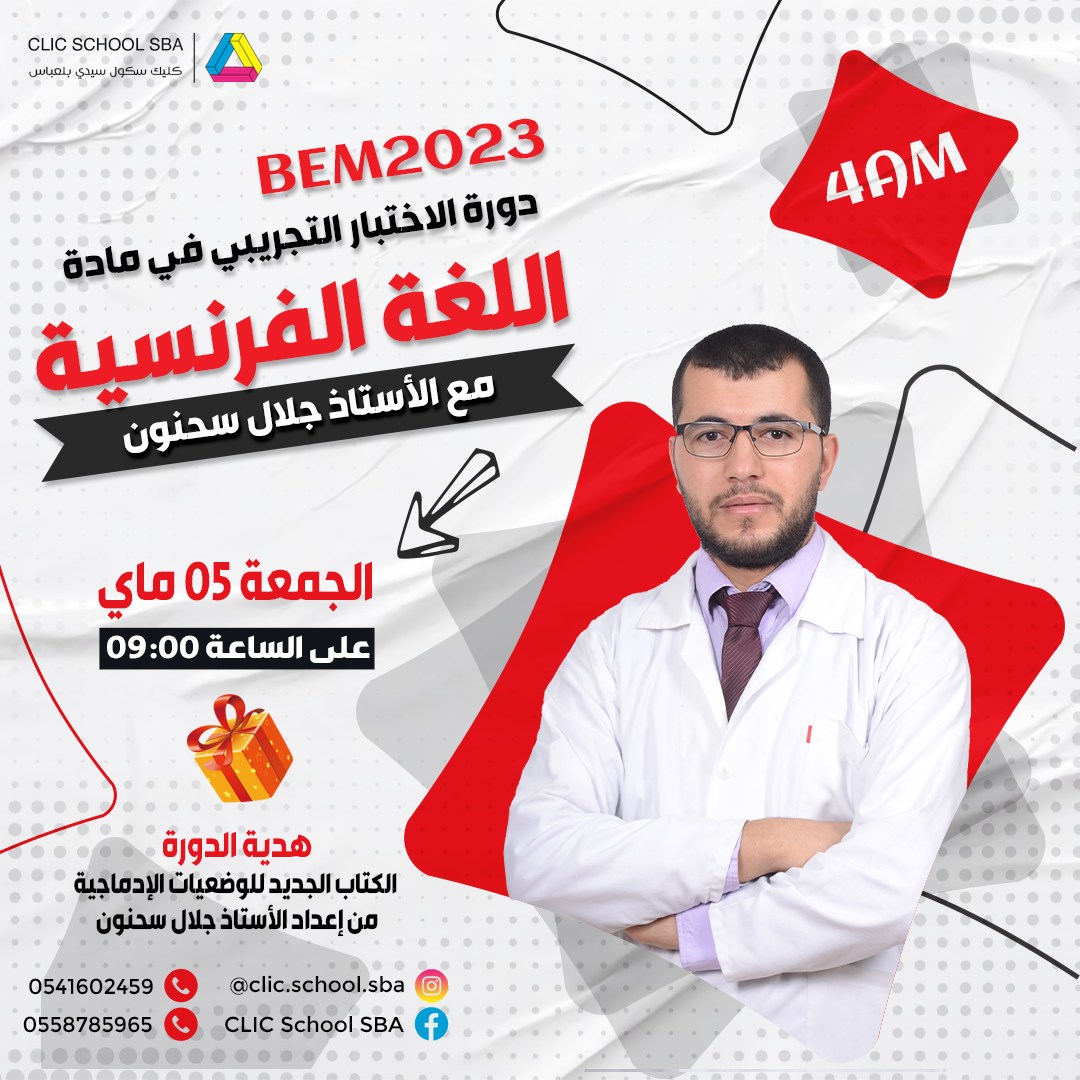 CLIC SCHOOL SBA
كليك سكول سيدي بلعباس
4AM
BEM2023
دورة الاختبار التجريبي في مادة
اللغة الفرنسية
مع الأستاذ جلال سحنون
الجمعة 05 ماي
على الساعة 09:00
هدية الدورة
الكتاب الجديد للوضعيات الإدماجية
من إعداد الأستاذ جلال سحنون
0541602459 @clic.school.sba
0558785965 CLIC School SBA